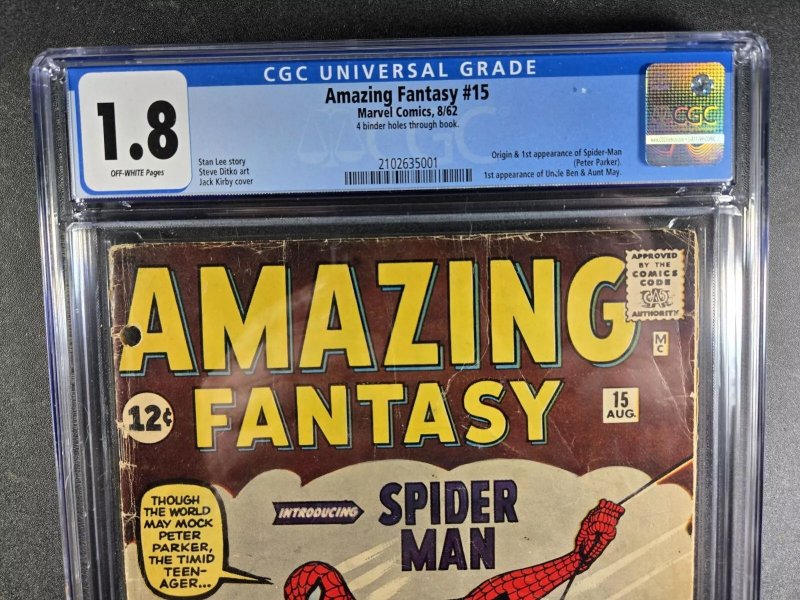 CGC UNIVERSAL GRADE
1.8
OFF-WHITE Pages
Amazing Fantasy #15
Marvel Comics, 8/62
4 binder holes through book.
Stan Lee story
Steve Ditko art
Jack Kirby cover
2102635001
Origin & 1st appearance of Spider-Man
(Peter Parker).
1st appearance of Uncle Ben & Aunt May.
CGC
CGC
AMAZING
FANTASY
APPROVED
BY THE
COMICS
CODE
AUTHORITY
MC
12¢
15
AUG.
INTRODUCING
SPIDER
MAN
THOUGH
THE WORLD
MAY MOCK
PETER
PARKER,
THE TIMID
TEEN-
AGER...